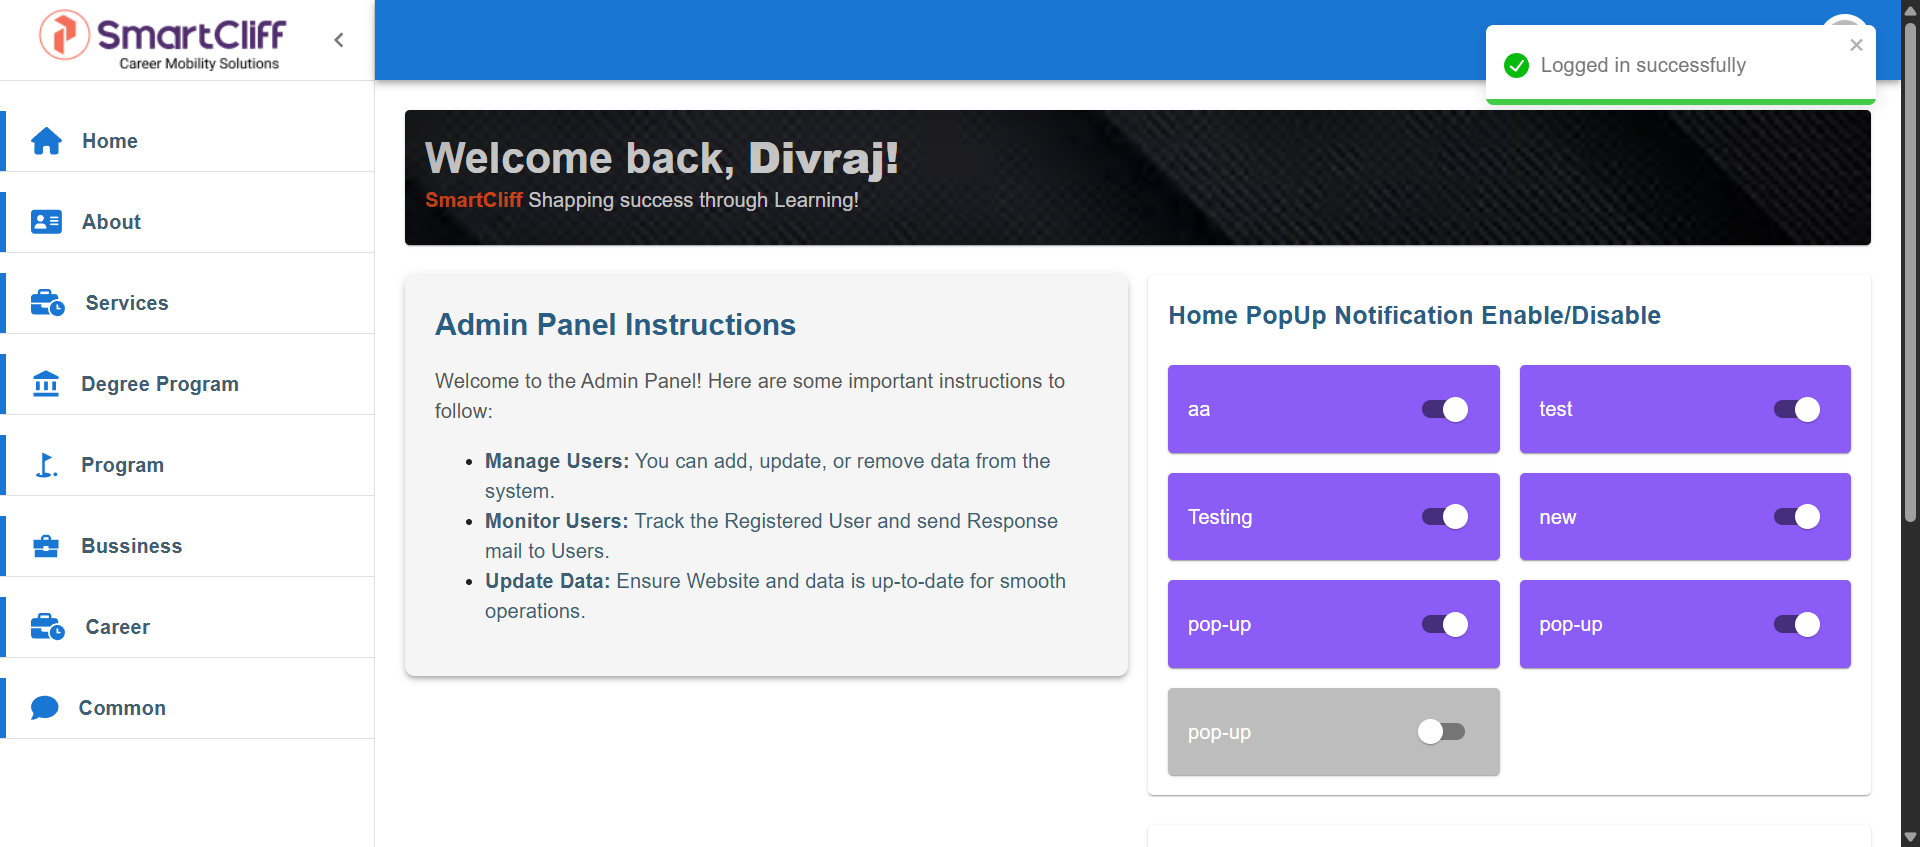 SmartCliff
Career Mobility Solutions
Logged in successfully
Home
About
Services
Degree Program
Program
Bussiness
Career
Common
Welcome back, Divraj!
SmartCliff Shapping success through Learning!
Admin Panel Instructions
Welcome to the Admin Panel! Here are some important instructions to
follow:
Manage Users: You can add, update, or remove data from the
system.
Monitor Users: Track the Registered User and send Response
mail to Users.
Update Data: Ensure Website and data is up-to-date for smooth
operations.
Home PopUp Notification Enable/Disable
aa
test
Testing
new
pop-up
pop-up
pop-up